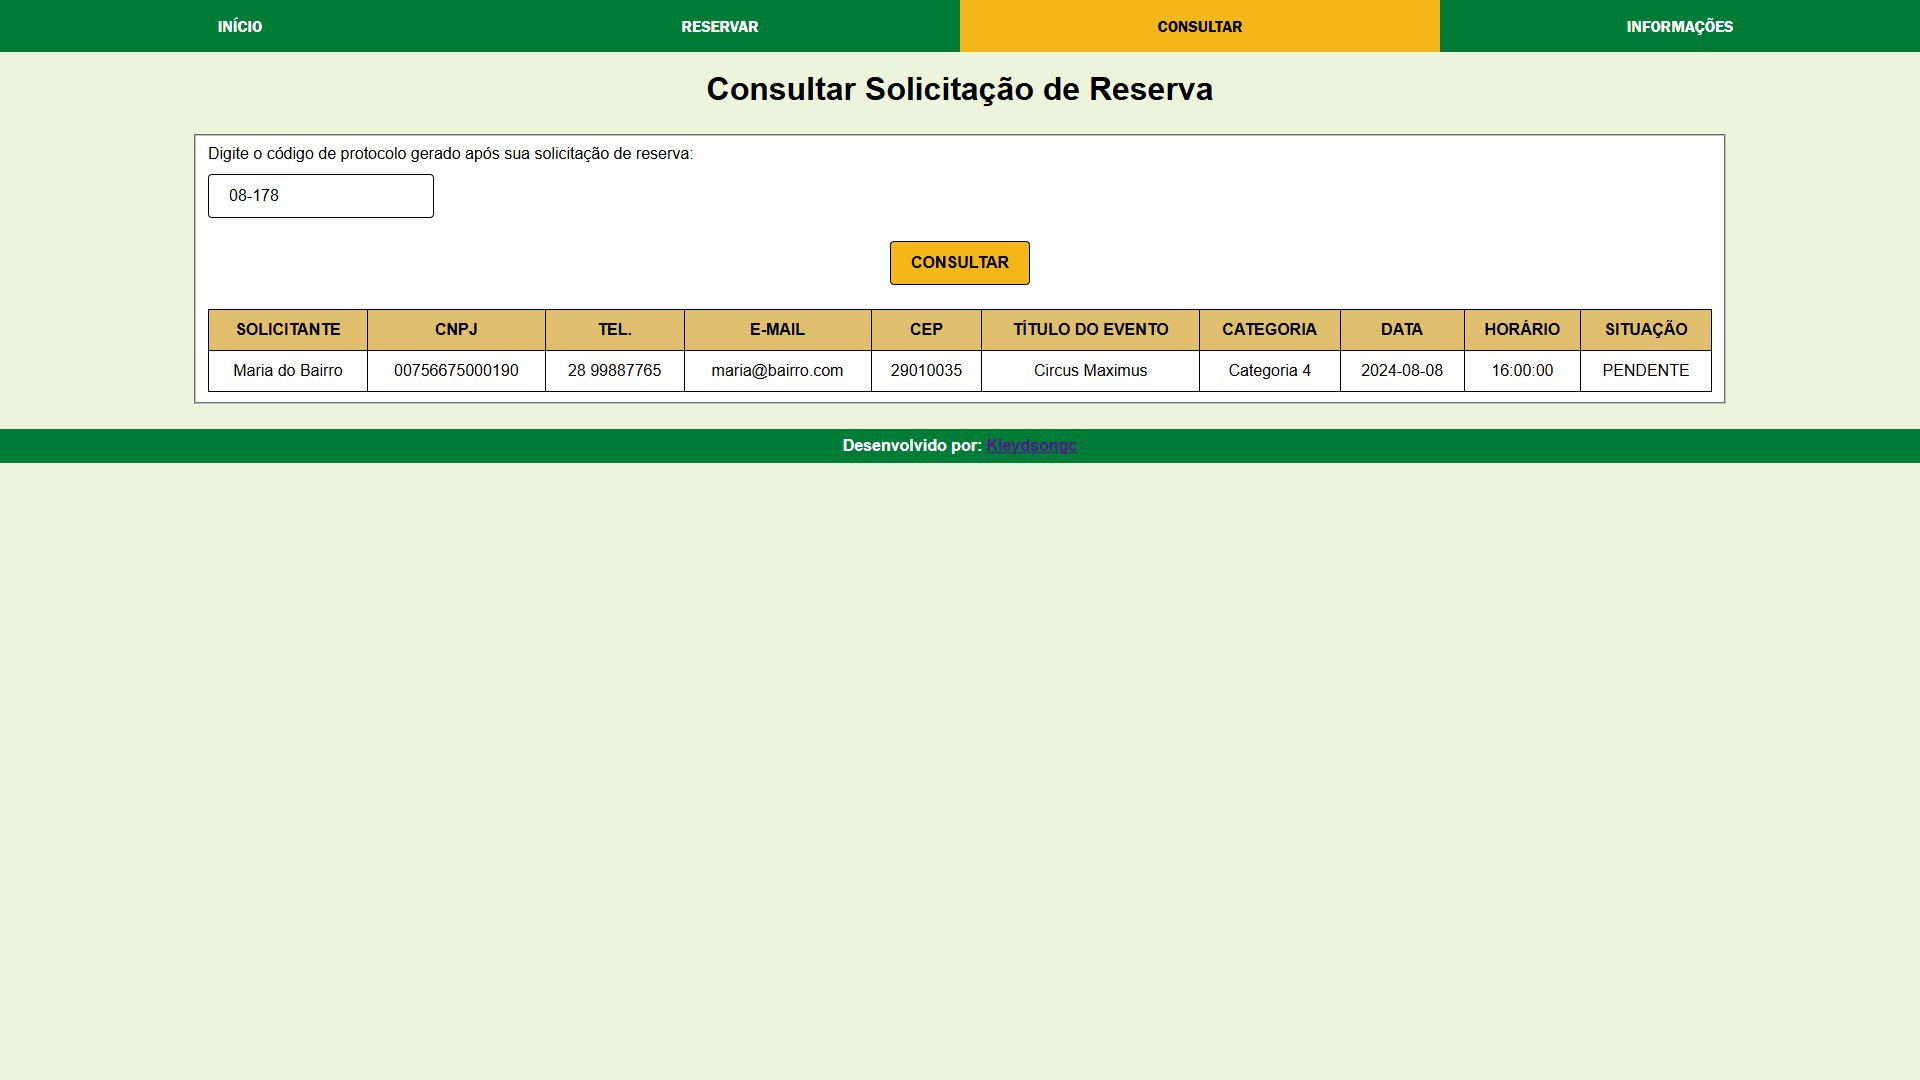 INÍCIO RESERVAR CONSULTAR INFORMAÇÕES
Consultar Solicitação de Reserva
Digite o código de protocolo gerado após sua solicitação de reserva:
08-178
CONSULTAR
SOLICITANTE CNPJ TEL. E-MAIL CEP TÍTULO DO EVENTO CATEGORIA DATA HORÁRIO SITUAÇÃO
Maria do Bairro 00756675000190 28 99887765 maria@bairro.com 29010035 Circus Maximus Categoria 4 2024-08-08 16:00:00 PENDENTE
Desenvolvido por: Kleydsongc